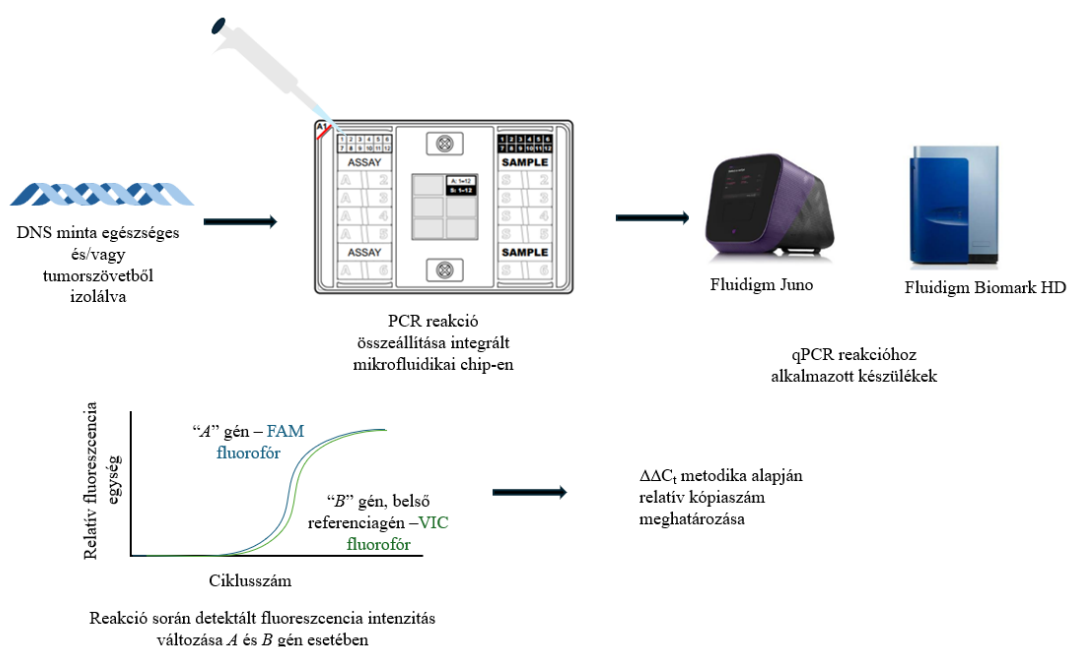 A1
1 2 3 4 5 6
7 8 9 10 11 12
ASSAY
A 2
A 3
A 4
A 5
ASSAY
A 6
A: 1-12
S: 1-12
1 2 3 4 5 6
7 8 9 10 11 12
SAMPLE
S 2
S 3
S 4
S 5
SAMPLE
S 6
DNS minta egészséges
és/vagy
tumorszövetből
izolálva
PCR reakció
összeállítása integrált
mikrofluidikai chip-en
Fluidigm Juno
Fluidigm Biomark HD
qPCR reakcióhoz
alkalmazott készülékek
Relatív fluoreszcencia
egység
“A” gén – FAM
fluorofór
“B” gén, belső
referenciagén –VIC
fluorofór
Ciklusszám
Reakció során detektált fluoreszcencia intenzitás
változása A és B gén esetében
ΔΔCt metodika alapján
relatív kópiaszám
meghatározása